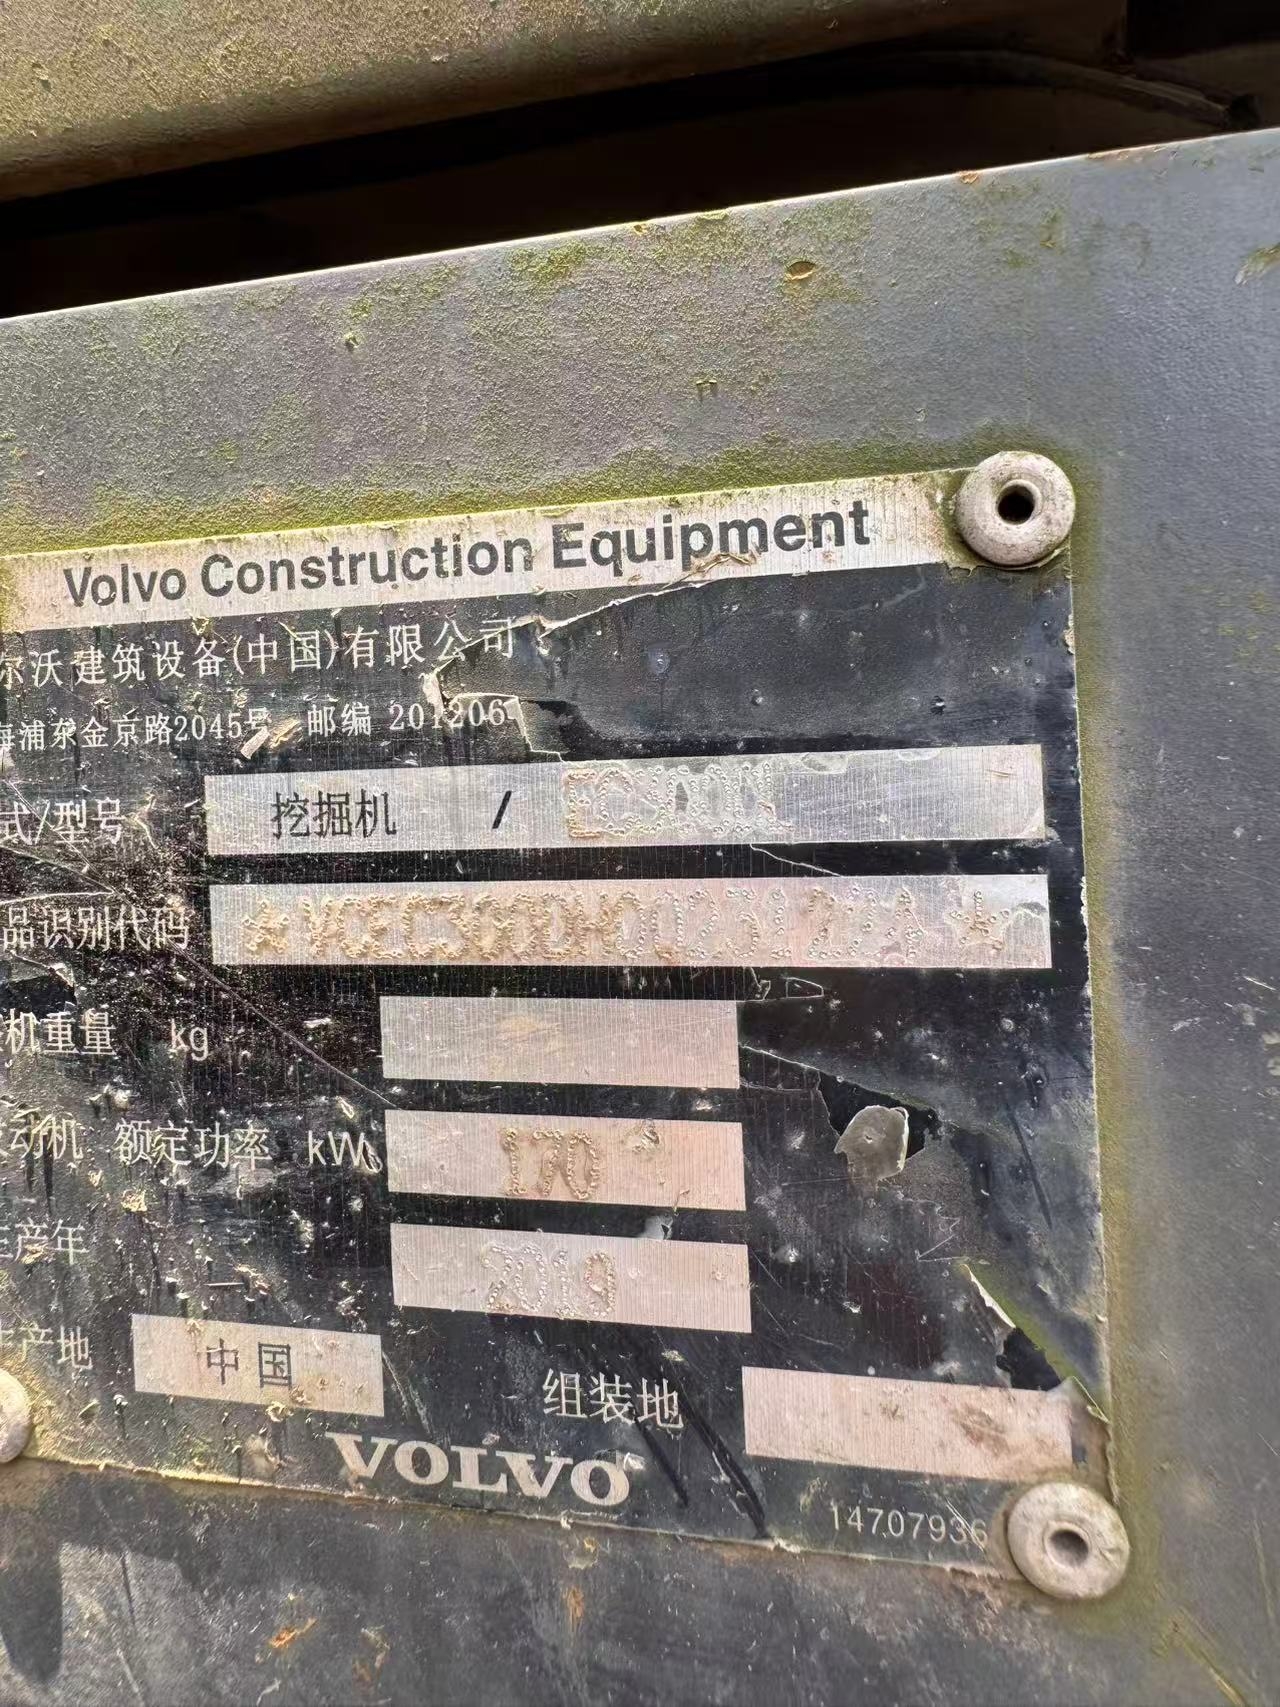 Volvo Construction Equipment
尔沃建筑设备(中国)有限公司
海浦东金京路2045号 邮编 201206
式/型号 挖掘机 /
品识别代码
机重量 kg
发动机 额定功率 kW 170
生产年 2019
生产地 中国 组装地
VOLVO
14707936